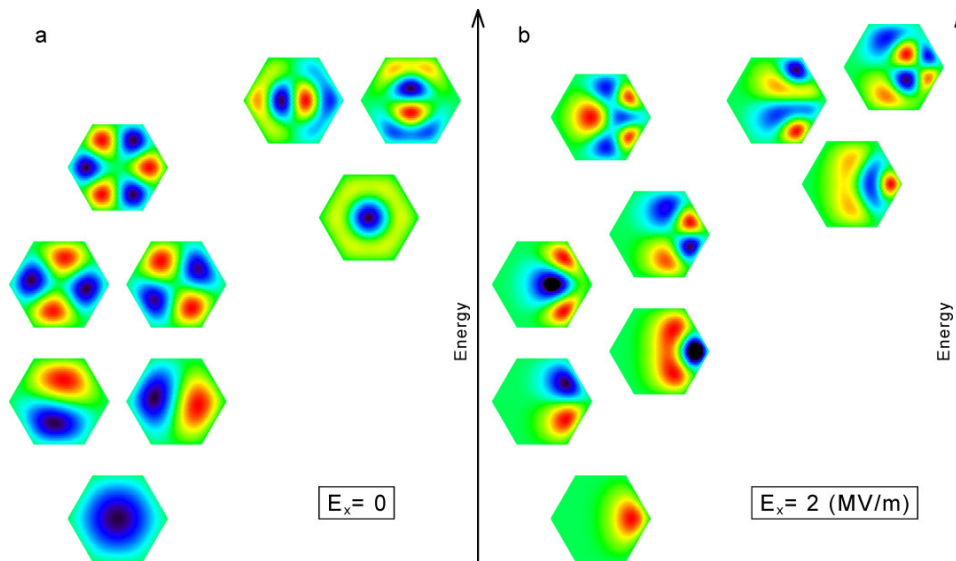 a
b
Energy
Energy
Eₓ= 0
Eₓ= 2 (MV/m)